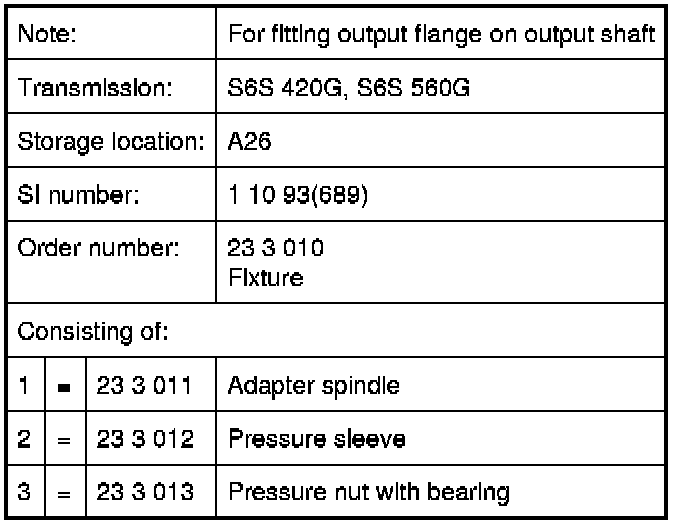 Note: For fitting output flange on output shaft
Transmission: S6S 420G, S6S 560G
Storage location: A26
SI number: 1 10 93(689)
Order number: 23 3 010
Fixture
Consisting of:
1 = 23 3 011 Adapter spindle
2 = 23 3 012 Pressure sleeve
3 = 23 3 013 Pressure nut with bearing